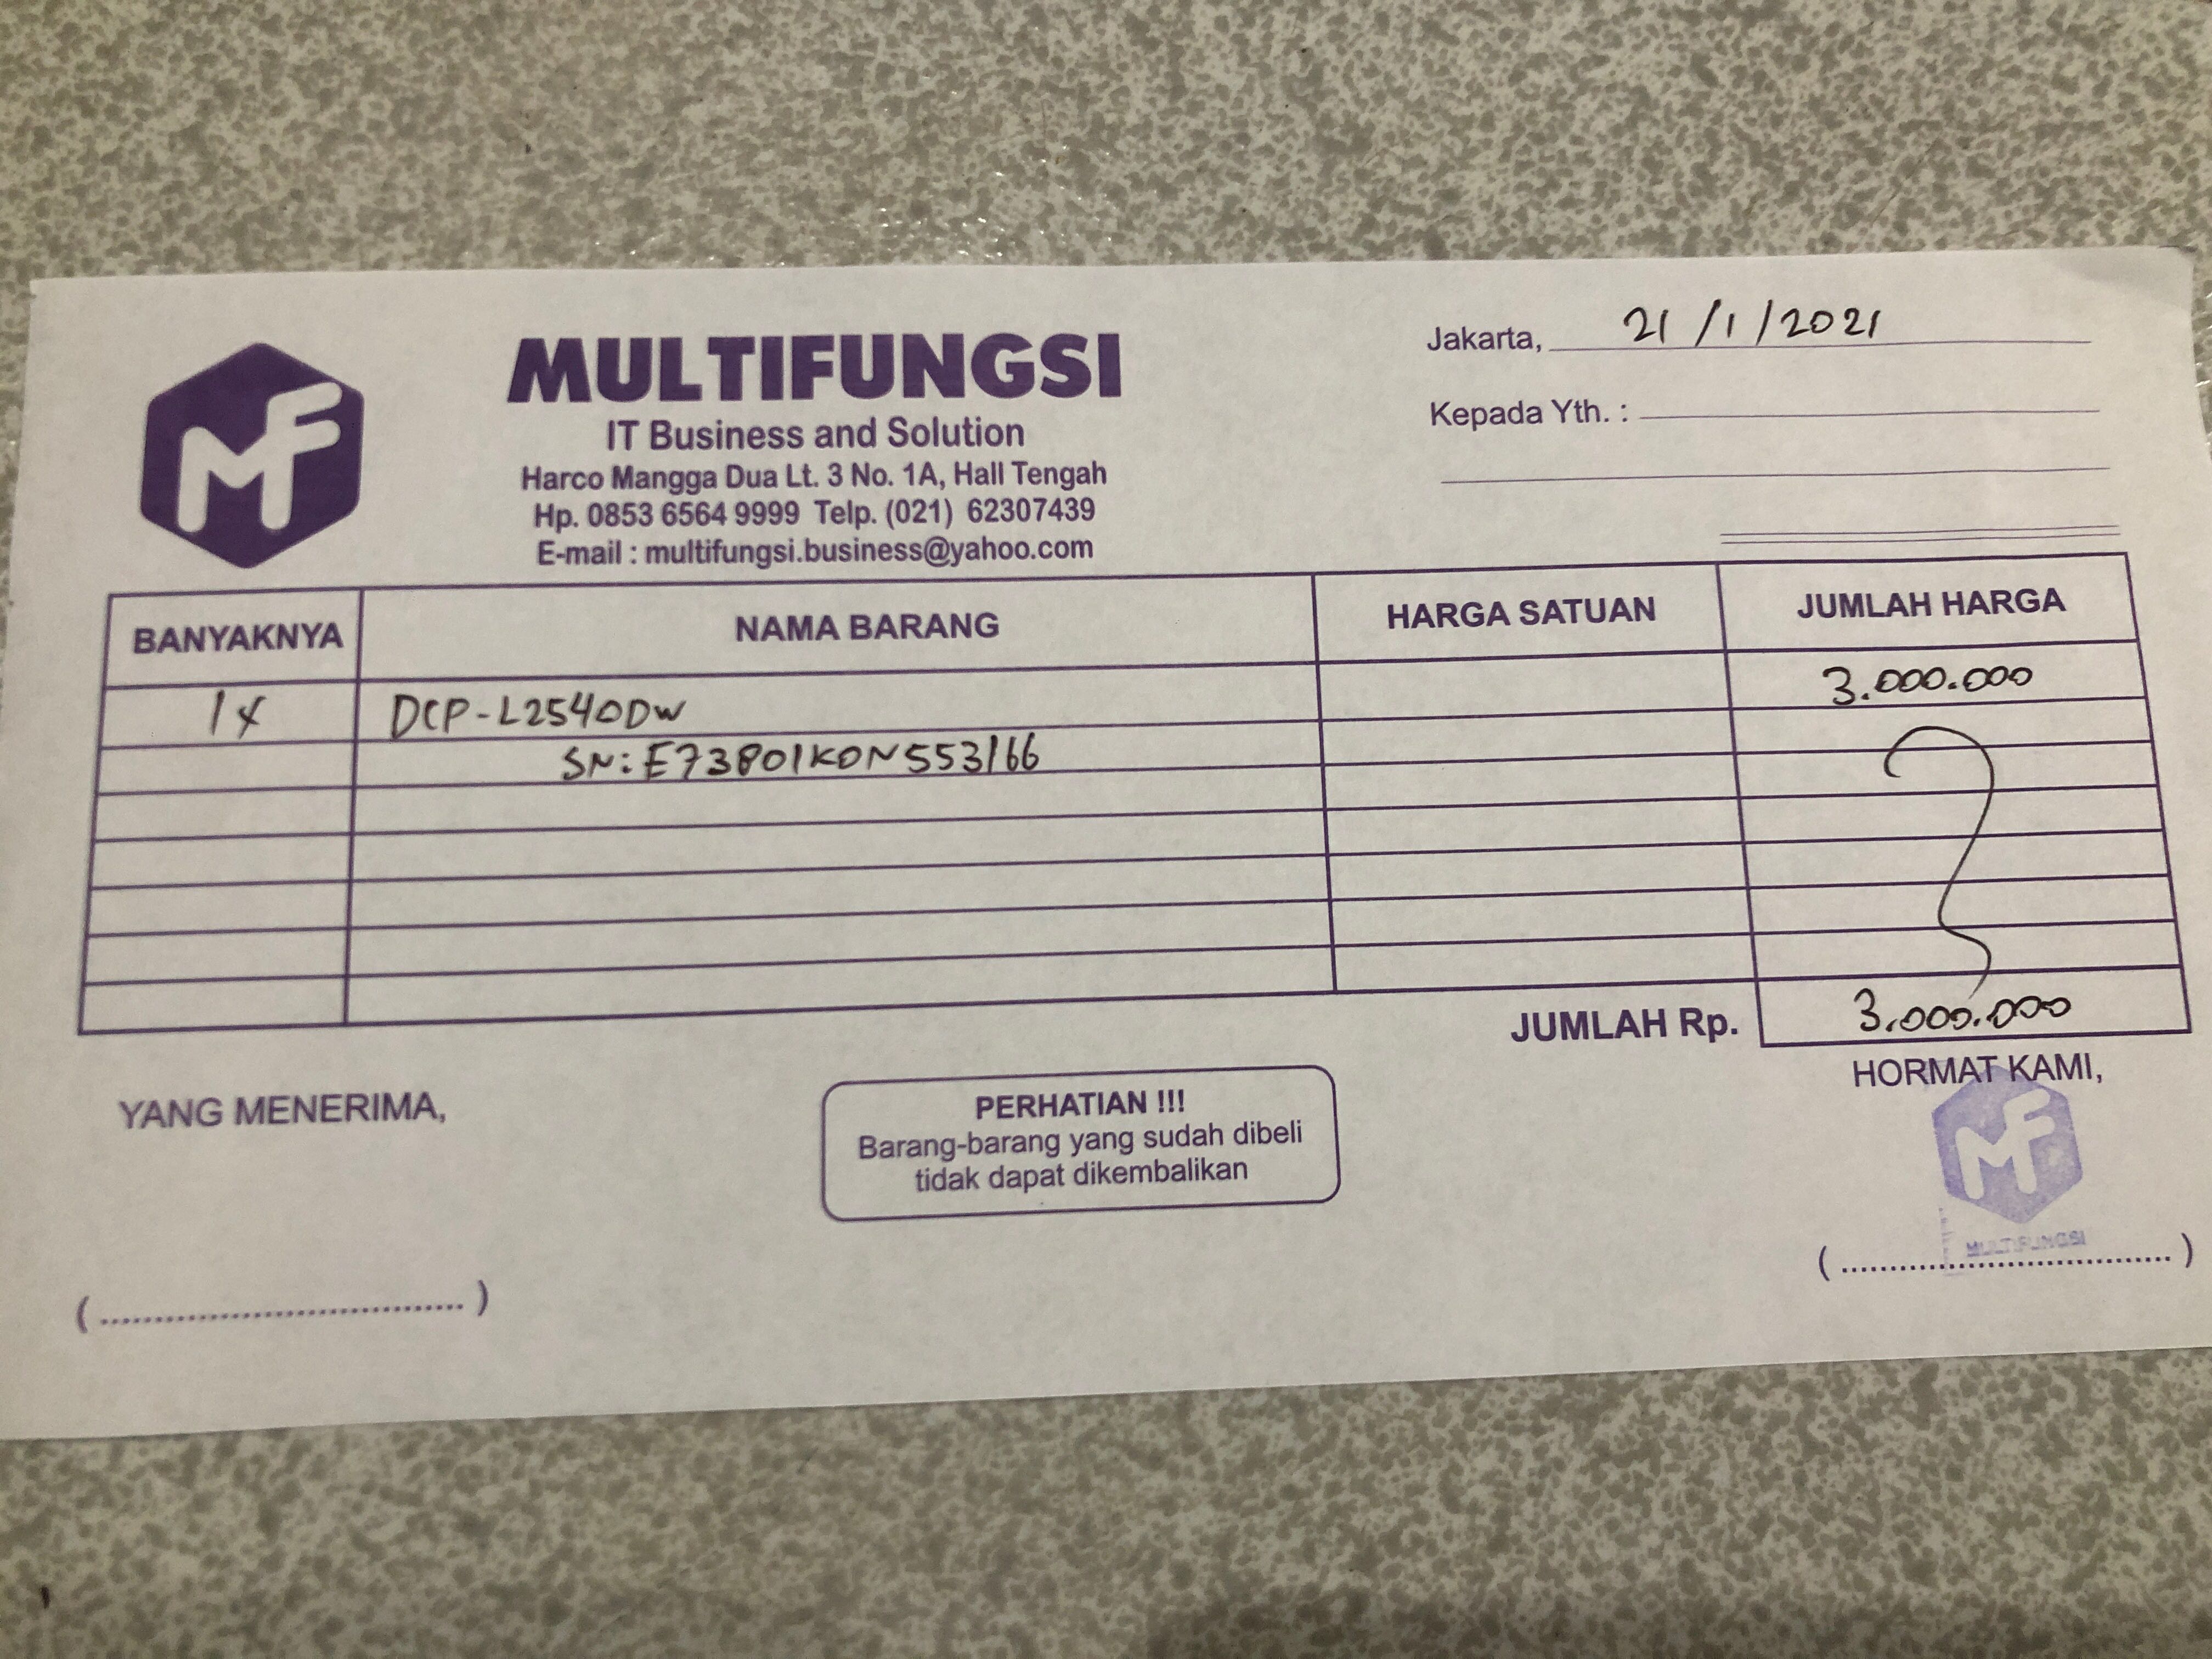 MF
MULTIFUNGSI
IT Business and Solution
Harco Mangga Dua Lt. 3 No. 1A, Hall Tengah
Hp. 0853 6564 9999 Telp. (021) 62307439
E-mail : multifungsi.business@yahoo.com
Jakarta, 21/1/2021
Kepada Yth. :
BANYAKNYA NAMA BARANG HARGA SATUAN JUMLAH HARGA
1x DCP-L2540DW 3.000.000
SN: E73801K0N553166
JUMLAH Rp. 3.000.000
YANG MENERIMA,
PERHATIAN !!!
Barang-barang yang sudah dibeli
tidak dapat dikembalikan
HORMAT KAMI,
MF
MULTIFUNGSI
(....................................)
(....................................)